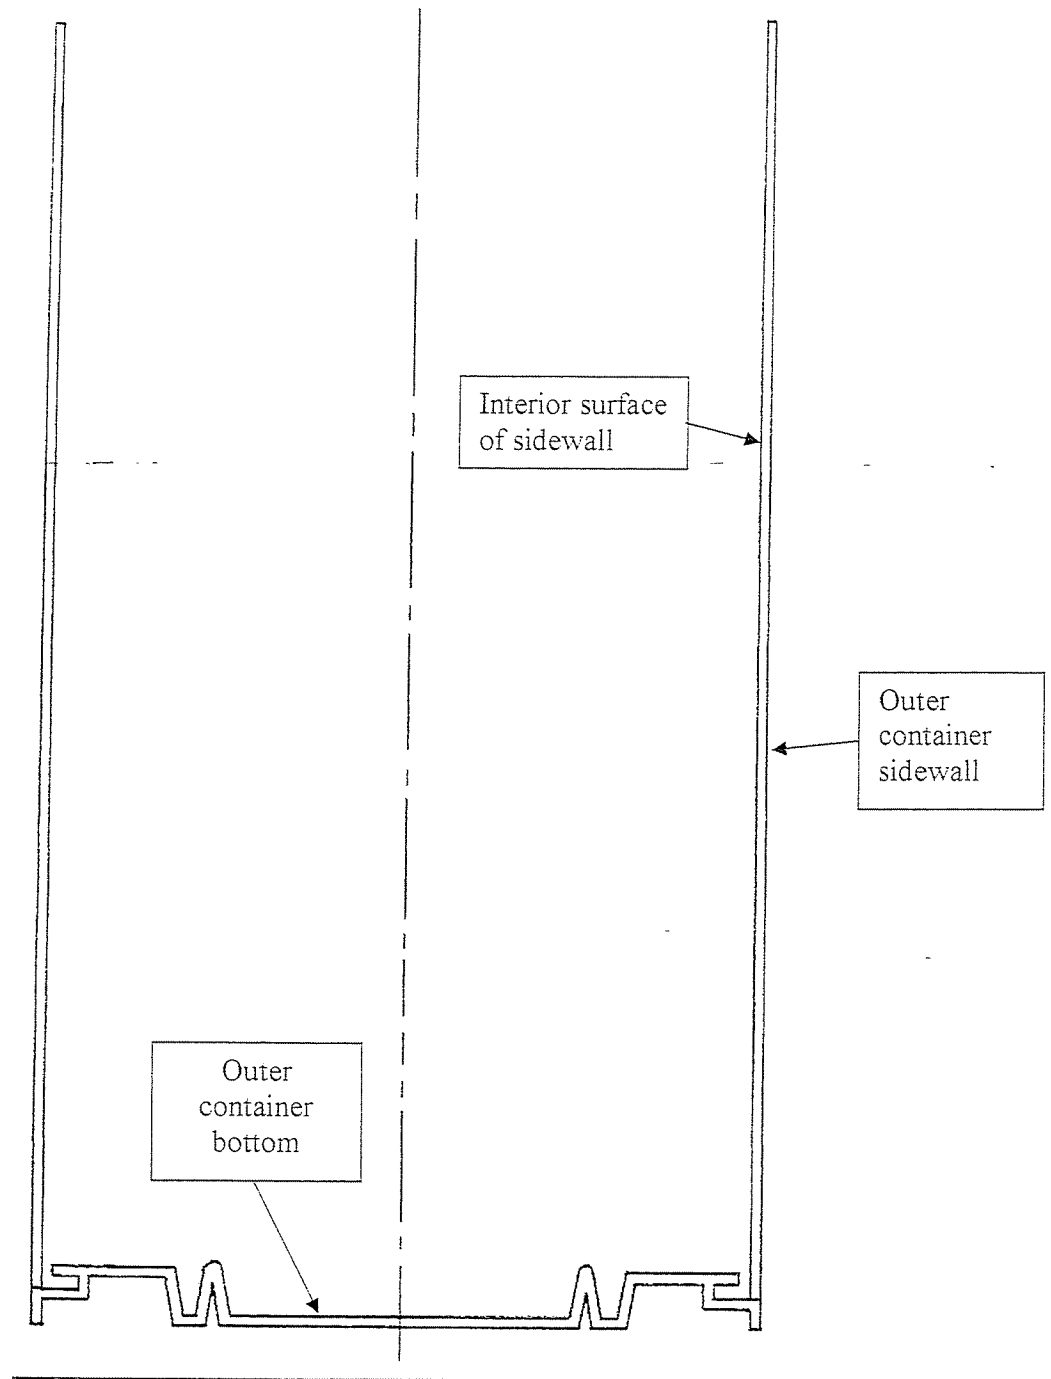 Interior surface
of sidewall
Outer
container
sidewall
Outer
container
bottom